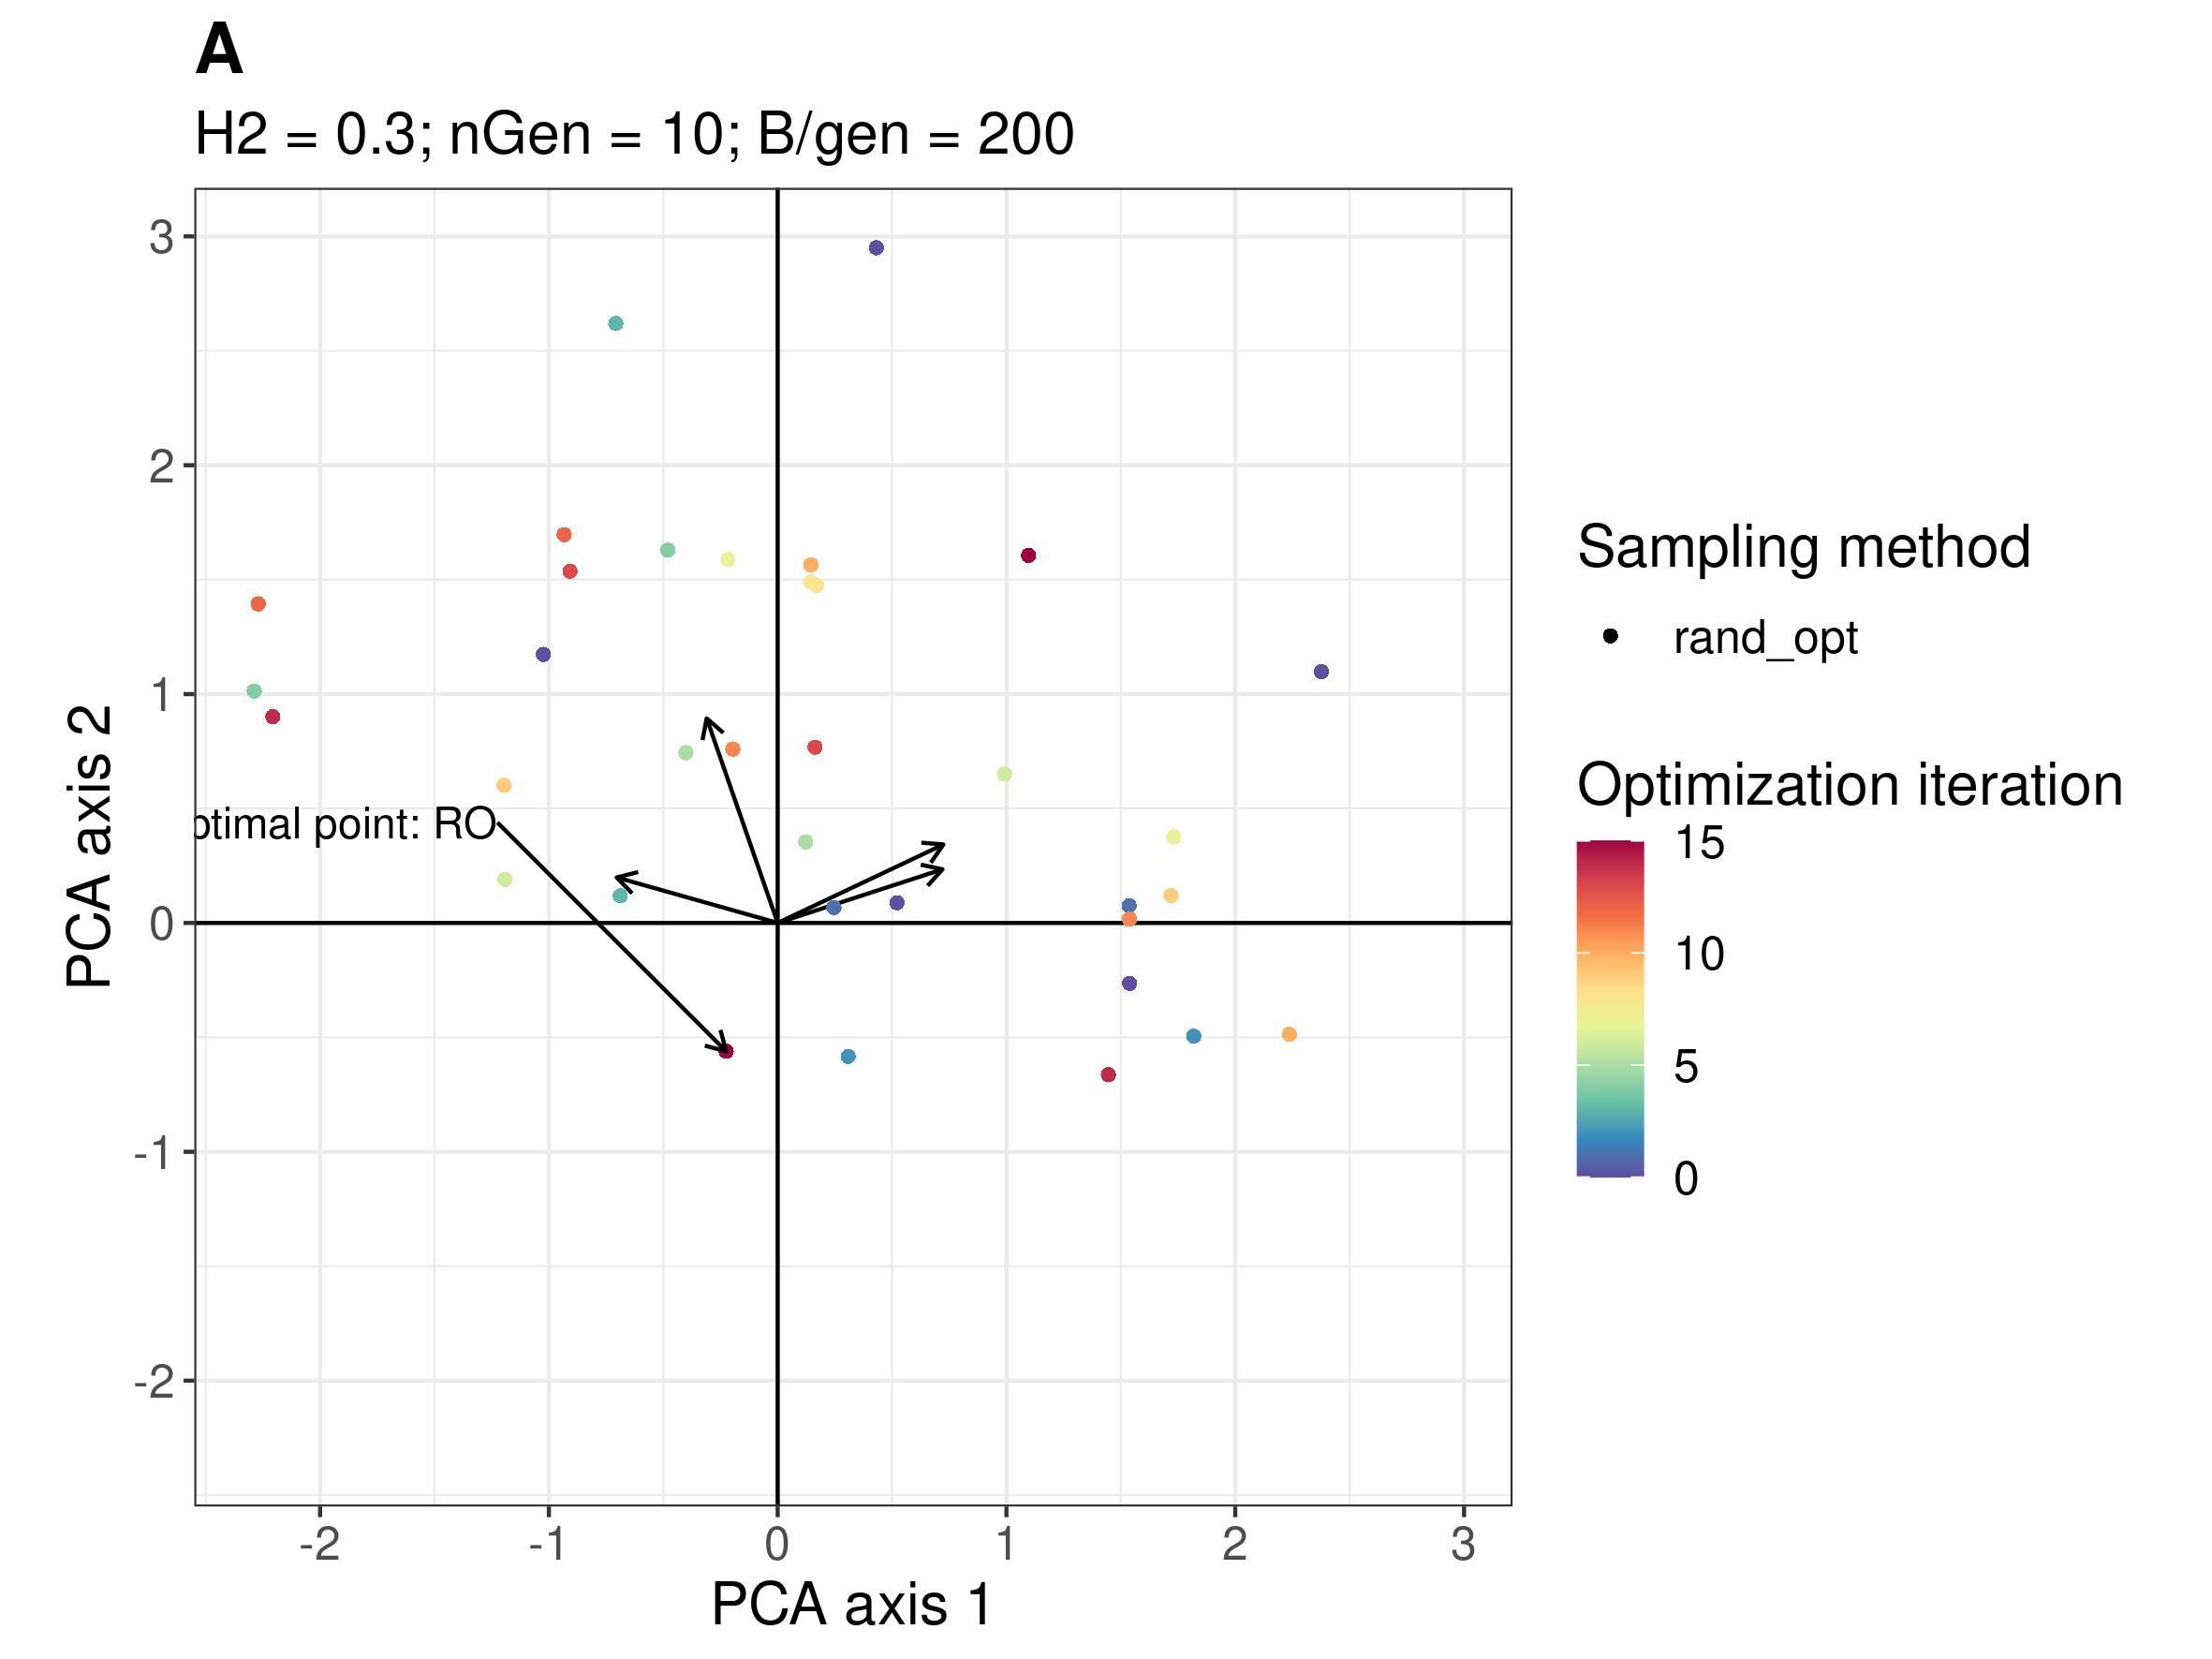 A
H2 = 0.3; nGen = 10; B/gen = 200
3
2
1
0
-1
-2
ptimal point: RO
-2 -1 0 1 2 3
PCA axis 1
PCA axis 2
Sampling method
rand_opt
Optimization iteration
15
10
5
0